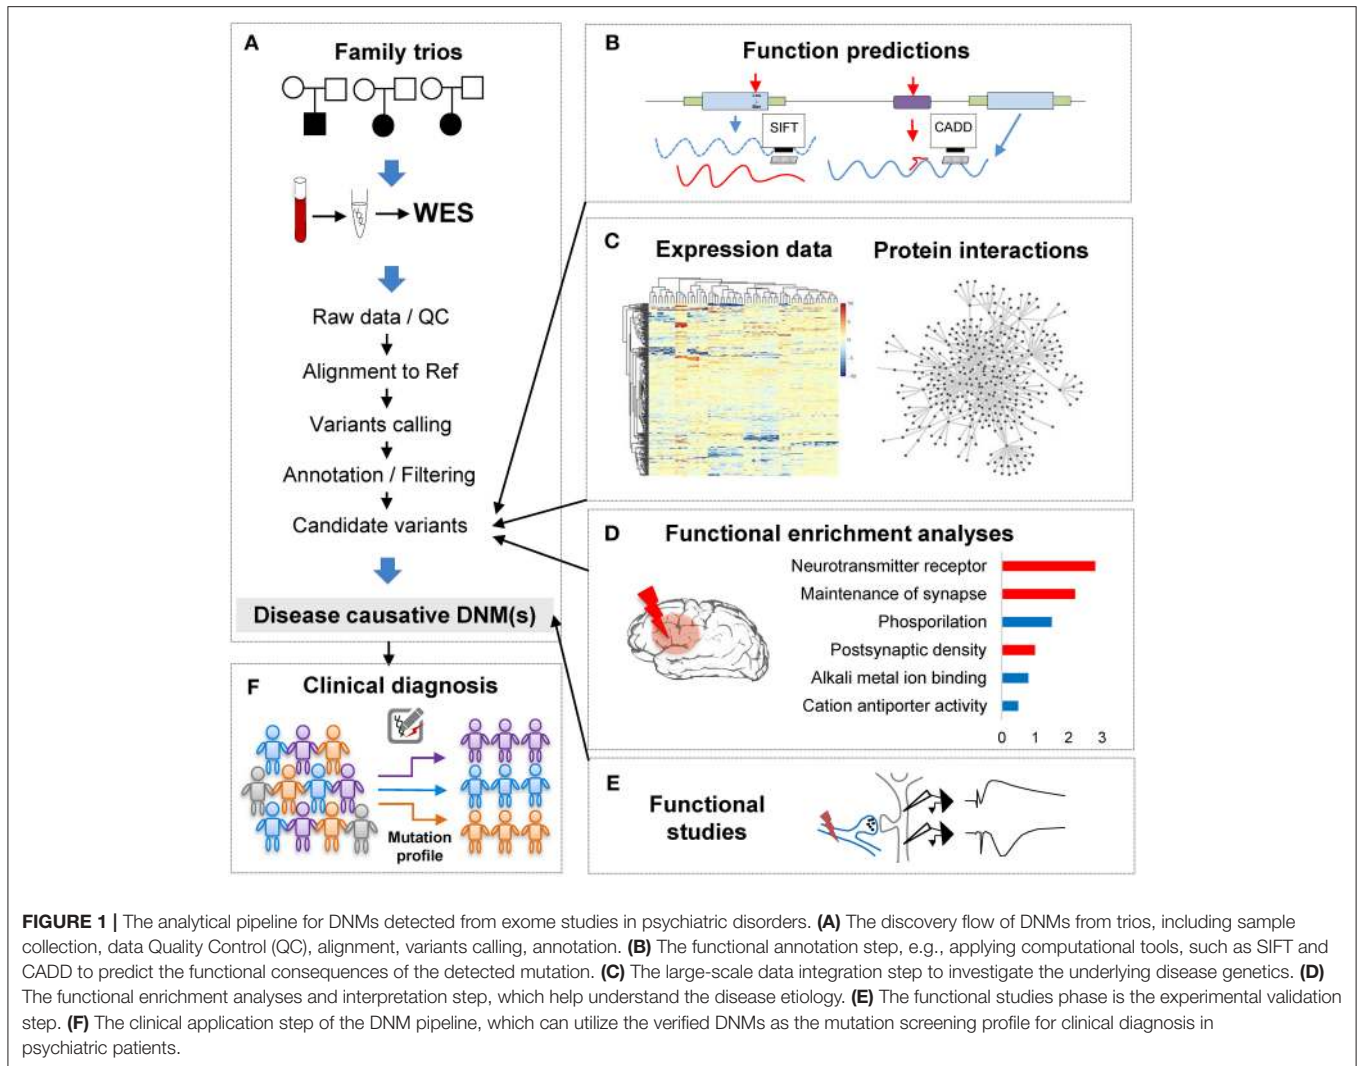 A
Family trios
WES
Raw data / QC
Alignment to Ref
Variants calling
Annotation / Filtering
Candidate variants
Disease causative DNM(s)
B
Function predictions
SIFT
CADD
C
Expression data
Protein interactions
D
Functional enrichment analyses
Neurotransmitter receptor
Maintenance of synapse
Phosporilation
Postsynaptic density
Alkali metal ion binding
Cation antiporter activity
0 1 2 3
E
Functional
studies
F
Clinical diagnosis
Mutation
profile
FIGURE 1 | The analytical pipeline for DNMs detected from exome studies in psychiatric disorders. (A) The discovery flow of DNMs from trios, including sample
collection, data Quality Control (QC), alignment, variants calling, annotation. (B) The functional annotation step, e.g., applying computational tools, such as SIFT and
CADD to predict the functional consequences of the detected mutation. (C) The large-scale data integration step to investigate the underlying disease genetics. (D)
The functional enrichment analyses and interpretation step, which help understand the disease etiology. (E) The functional studies phase is the experimental validation
step. (F) The clinical application step of the DNM pipeline, which can utilize the verified DNMs as the mutation screening profile for clinical diagnosis in
psychiatric patients.